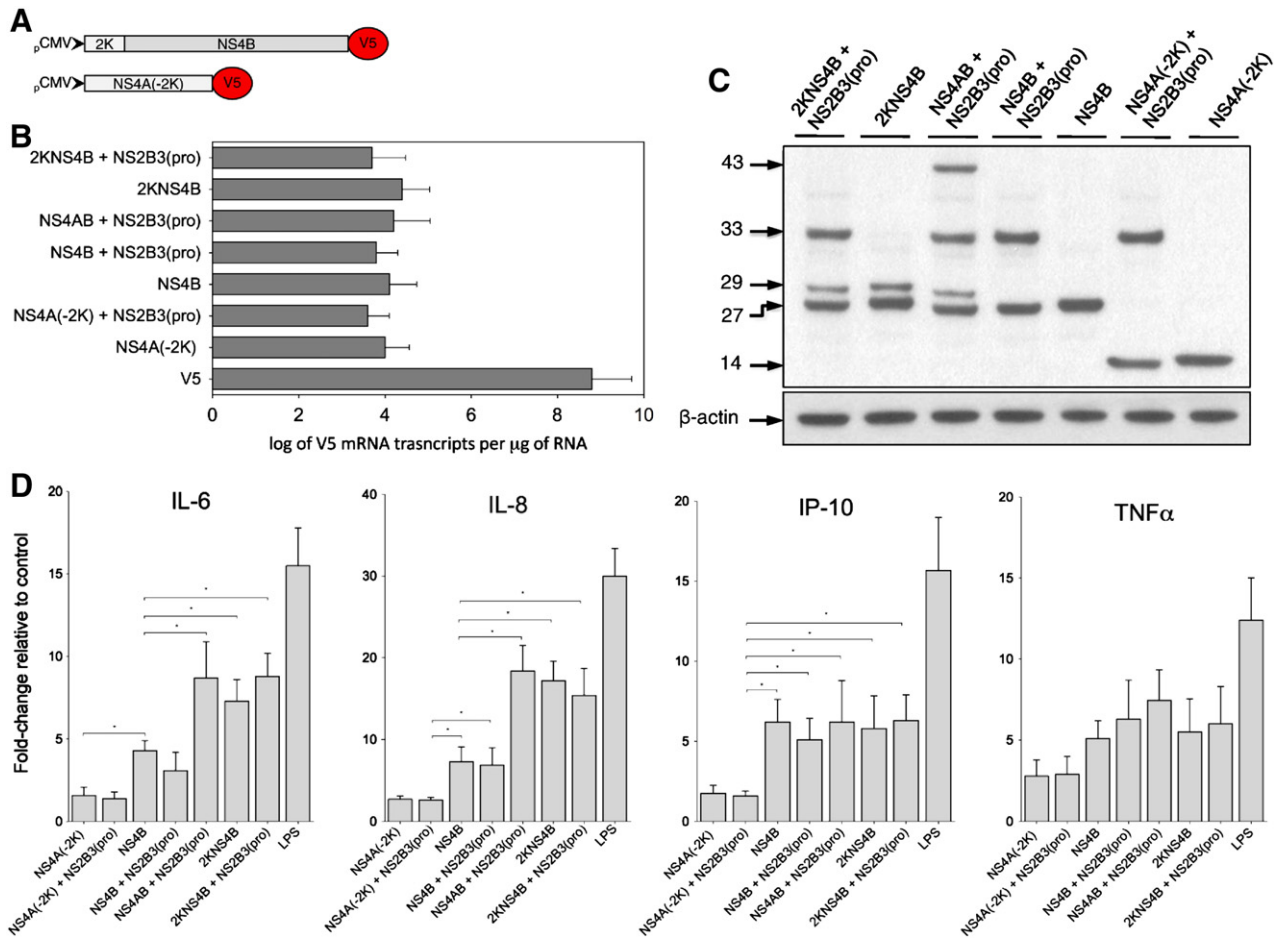 A
pCMV 2K NS4B V5
pCMV NS4A(-2K) V5
B
2KNS4B + NS2B3(pro)
2KNS4B
NS4AB + NS2B3(pro)
NS4B + NS2B3(pro)
NS4B
NS4A(-2K) + NS2B3(pro)
NS4A(-2K)
V5
0 2 4 6 8 10
log of V5 mRNA trasncripts per µg of RNA
C
2KNS4B +
NS2B3(pro)
2KNS4B
NS4AB +
NS2B3(pro)
NS4B +
NS2B3(pro)
NS4B
NS4A(-2K) +
NS2B3(pro)
NS4A(-2K)
43
33
29
27
14
β-actin
D
Fold-change relative to control
IL-6
20
15
10
5
0
* * * *
NS4A(-2K)
NS4A(-2K) + NS2B3(pro)
NS4B
NS4B + NS2B3(pro)
NS4AB + NS2B3(pro)
2KNS4B
2KNS4B + NS2B3(pro)
LPS
IL-8
40
30
20
10
0
* * * * *
NS4A(-2K)
NS4A(-2K) + NS2B3(pro)
NS4B
NS4B + NS2B3(pro)
NS4AB + NS2B3(pro)
2KNS4B
2KNS4B + NS2B3(pro)
LPS
IP-10
20
15
10
5
0
* * * * *
NS4A(-2K)
NS4A(-2K) + NS2B3(pro)
NS4B
NS4B + NS2B3(pro)
NS4AB + NS2B3(pro)
2KNS4B
2KNS4B + NS2B3(pro)
LPS
TNFα
20
15
10
5
0
NS4A(-2K)
NS4A(-2K) + NS2B3(pro)
NS4B
NS4B + NS2B3(pro)
NS4AB + NS2B3(pro)
2KNS4B
2KNS4B + NS2B3(pro)
LPS